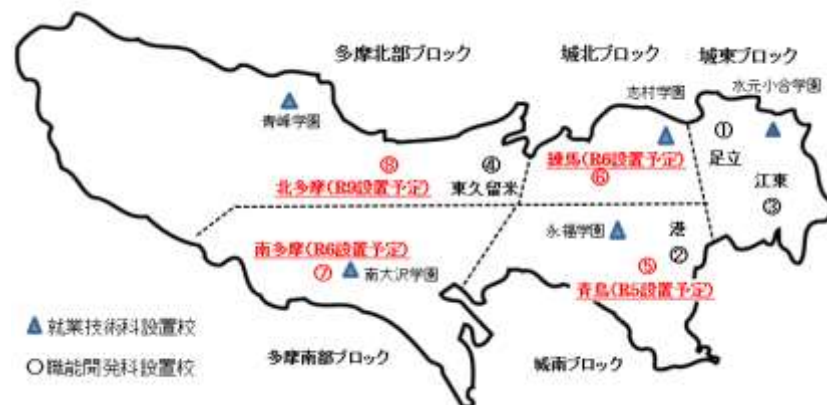 多摩北部ブロック
城北ブロック
城東ブロック
志村学園
水元小合学園
青峰学園
①
足立
⑧
④
練馬(R6設置予定)
北多摩(R9設置予定)
東久留米
⑥
江東
③
南多摩(R6設置予定)
永福学園
港
②
⑦
南大沢学園
⑤
青鳥(R5設置予定)
▲就業技術科設置校
○職能開発科設置校
多摩南部ブロック
城南ブロック